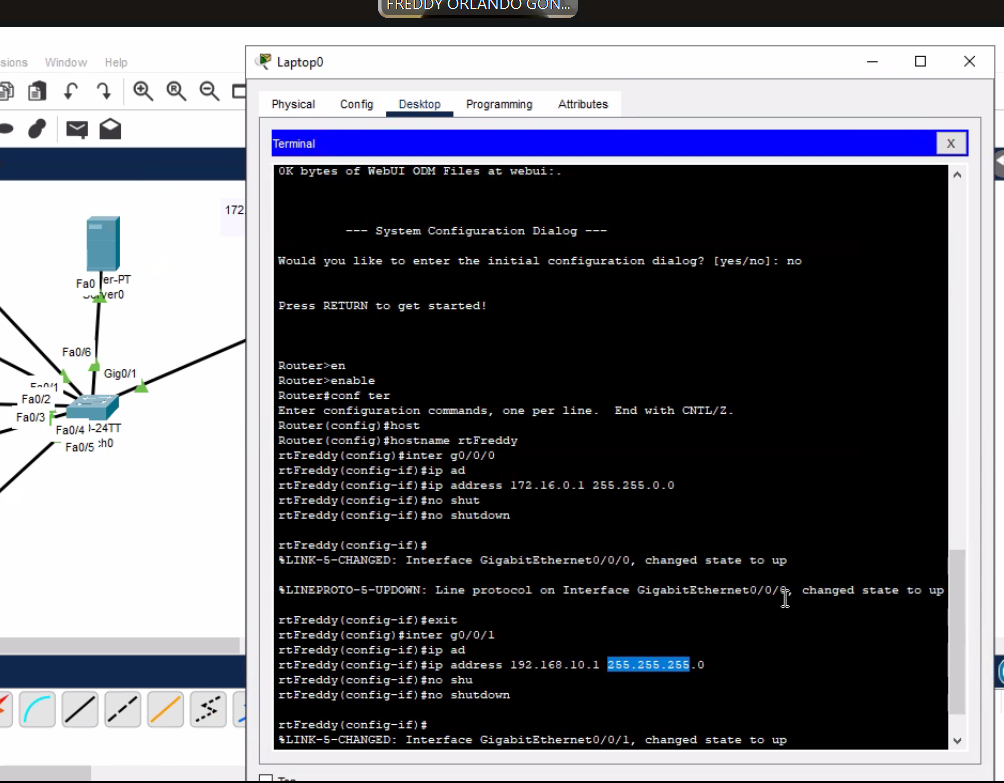 FREDDY ORLANDO GON...
Laptop0
sions Window Help
Physical Config Desktop Programming Attributes
Terminal
X
0K bytes of WebUI ODM Files at webui:.
--- System Configuration Dialog ---
Would you like to enter the initial configuration dialog? [yes/no]: no
Press RETURN to get started!
Router>en
Router>enable
Router#conf ter
Enter configuration commands, one per line. End with CNTL/Z.
Router(config)#host
Router(config)#hostname rtFreddy
rtFreddy(config)#inter g0/0/0
rtFreddy(config-if)#ip ad
rtFreddy(config-if)#ip address 172.16.0.1 255.255.0.0
rtFreddy(config-if)#no shut
rtFreddy(config-if)#no shutdown
rtFreddy(config-if)#
%LINK-5-CHANGED: Interface GigabitEthernet0/0/0, changed state to up
%LINEPROTO-5-UPDOWN: Line protocol on Interface GigabitEthernet0/0/0, changed state to up
rtFreddy(config-if)#exit
rtFreddy(config)#inter g0/0/1
rtFreddy(config-if)#ip ad
rtFreddy(config-if)#ip address 192.168.10.1 255.255.255.0
rtFreddy(config-if)#no shu
rtFreddy(config-if)#no shutdown
rtFreddy(config-if)#
%LINK-5-CHANGED: Interface GigabitEthernet0/0/1, changed state to up
172
Fa0 er-PT
ver0
Fa0/6
Gig0/1
Fa0/1
Fa0/2
Fa0/3
Fa0/4 -24TT
Fa0/5 h0
Top